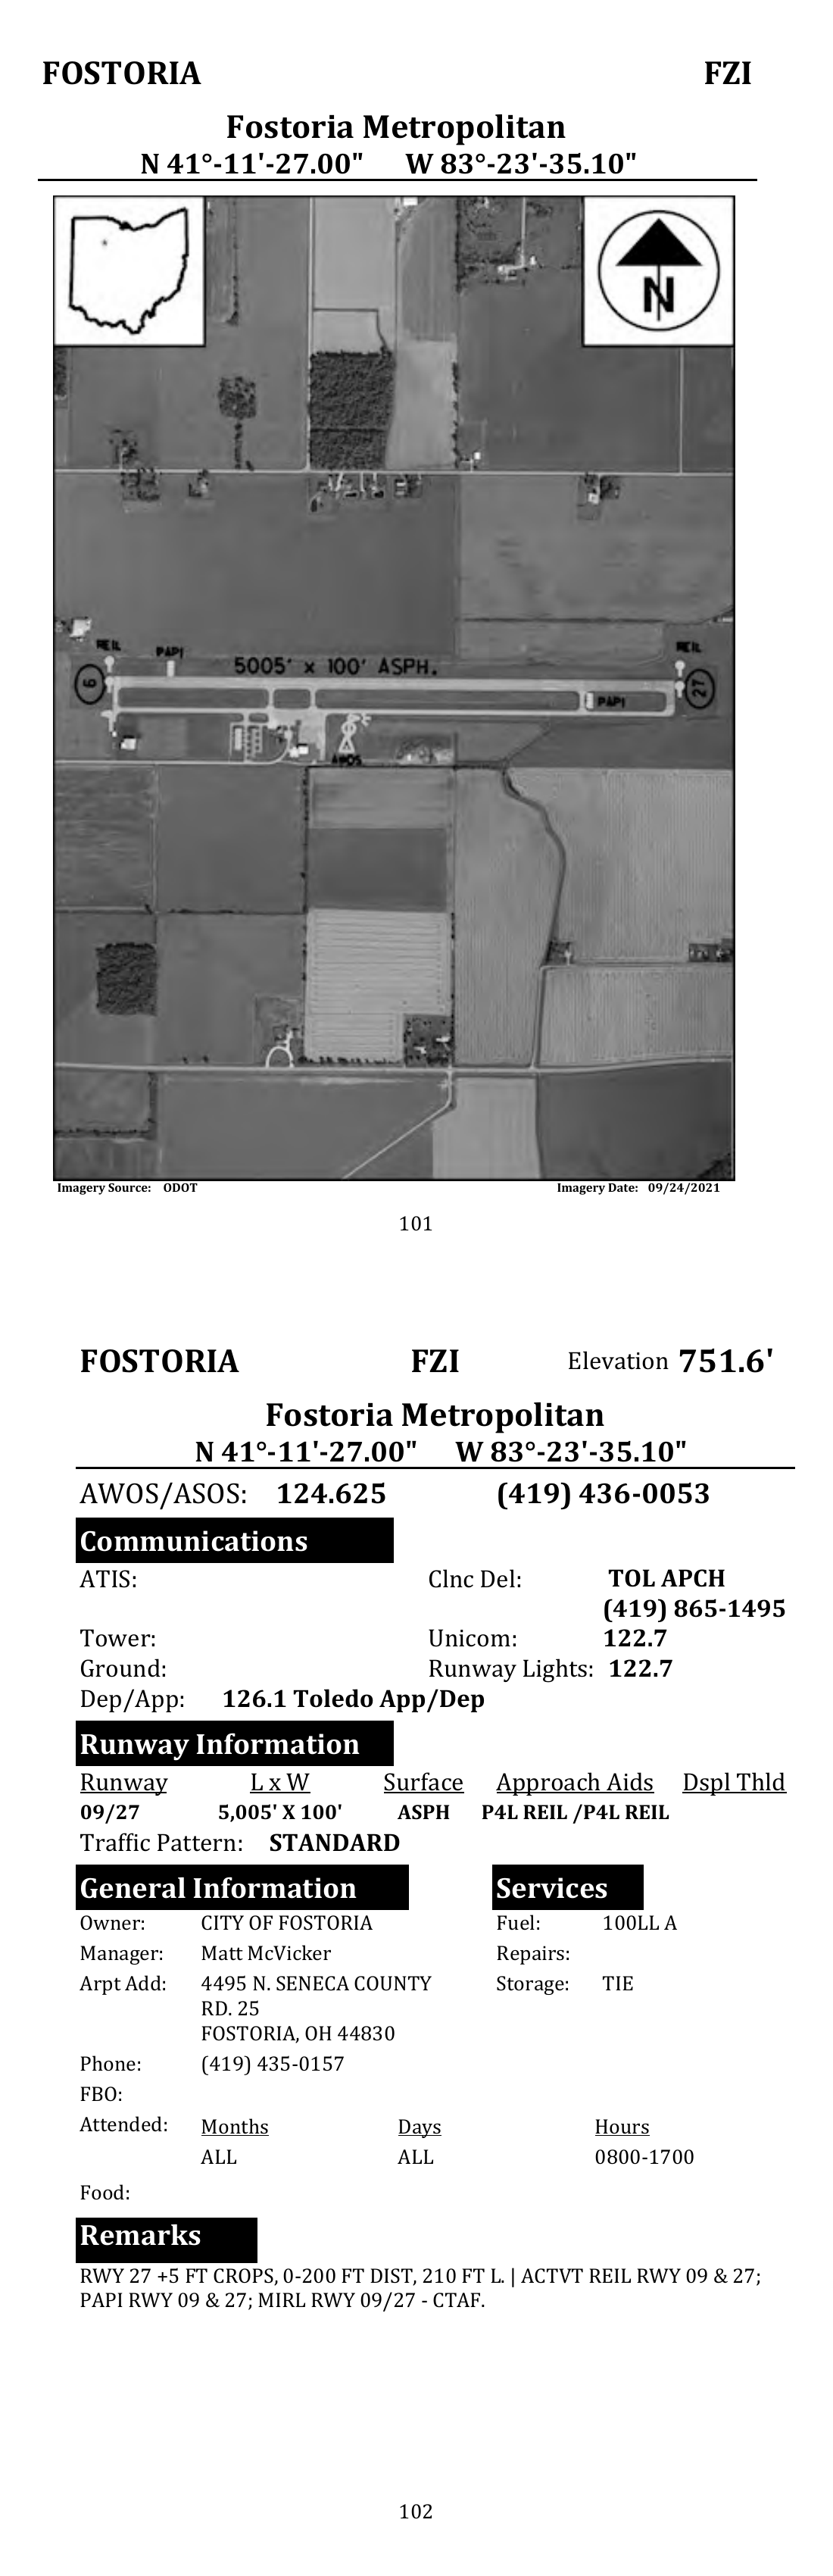 FOSTORIA FZI
Fostoria Metropolitan
N 41°-11'-27.00" W 83°-23'-35.10"
N
REIL PAPI 5005' x 100' ASPH. REIL
9 27
PAPI
AWOS
Imagery Source: ODOT Imagery Date: 09/24/2021
101
FOSTORIA FZI Elevation 751.6'
Fostoria Metropolitan
N 41°-11'-27.00" W 83°-23'-35.10"
AWOS/ASOS: 124.625 (419) 436-0053
Communications
ATIS: Clnc Del: TOL APCH
(419) 865-1495
Tower: Unicom: 122.7
Ground: Runway Lights: 122.7
Dep/App: 126.1 Toledo App/Dep
Runway Information
Runway L x W Surface Approach Aids Dspl Thld
09/27 5,005' X 100' ASPH P4L REIL /P4L REIL
Traffic Pattern: STANDARD
General Information Services
Owner: CITY OF FOSTORIA Fuel: 100LL A
Manager: Matt McVicker Repairs:
Arpt Add: 4495 N. SENECA COUNTY Storage: TIE
RD. 25
FOSTORIA, OH 44830
Phone: (419) 435-0157
FBO:
Attended: Months Days Hours
ALL ALL 0800-1700
Food:
Remarks
RWY 27 +5 FT CROPS, 0-200 FT DIST, 210 FT L. | ACTVT REIL RWY 09 & 27;
PAPI RWY 09 & 27; MIRL RWY 09/27 - CTAF.
102